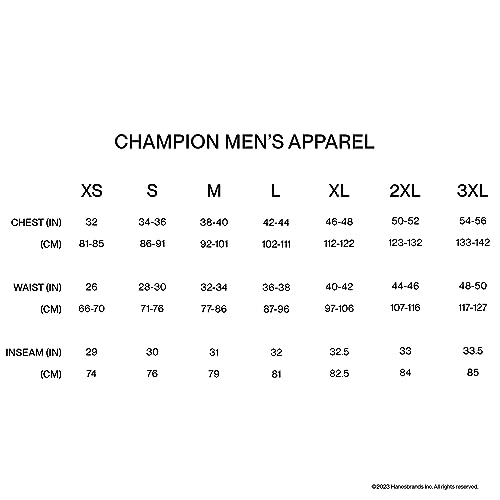 CHAMPION MEN'S APPAREL
XS S M L XL 2XL 3XL
CHEST (IN) 32 34-36 38-40 42-44 46-48 50-52 54-56
(CM) 81-85 86-91 92-101 102-111 112-122 123-132 133-142
WAIST (IN) 26 28-30 32-34 36-38 40-42 44-46 48-50
(CM) 66-70 71-76 77-86 87-96 97-106 107-116 117-127
INSEAM (IN) 29 30 31 32 32.5 33 33.5
(CM) 74 76 79 81 82.5 84 85
©2023 Hanesbrands Inc. All rights reserved.